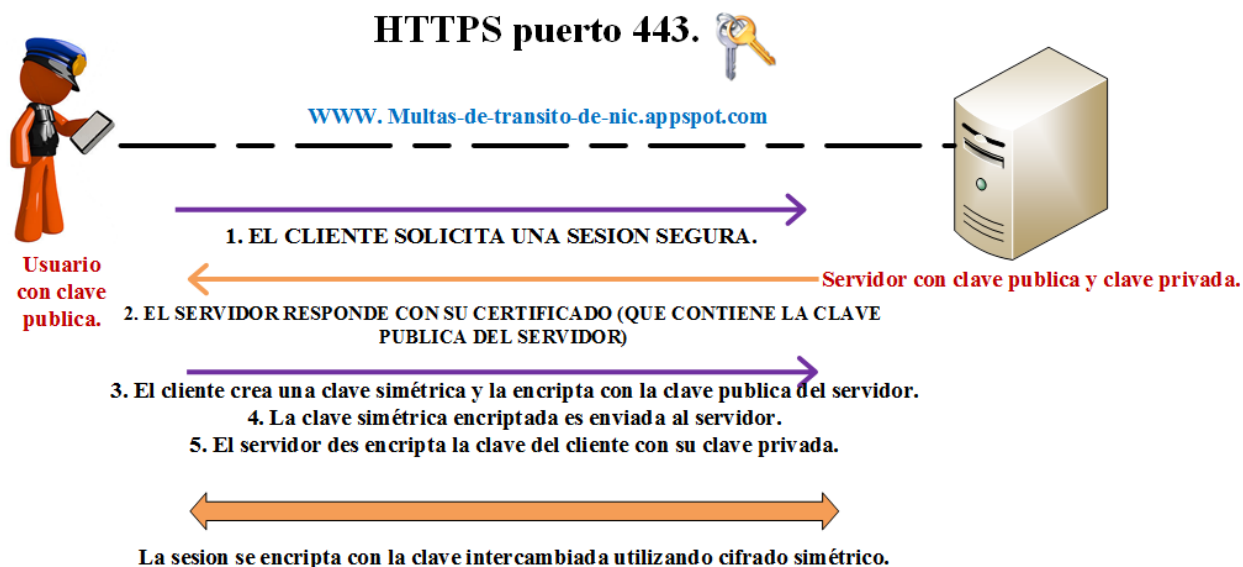 HTTPS puerto 443.
WWW. Multas-de-transito-de-nic.appspot.com
1. EL CLIENTE SOLICITA UNA SESION SEGURA.
Usuario
con clave
publica.
Servidor con clave publica y clave privada.
2. EL SERVIDOR RESPONDE CON SU CERTIFICADO (QUE CONTIENE LA CLAVE
PUBLICA DEL SERVIDOR)
3. El cliente crea una clave simétrica y la encripta con la clave publica del servidor.
4. La clave simétrica encriptada es enviada al servidor.
5. El servidor des encripta la clave del cliente con su clave privada.
La sesion se encripta con la clave intercambiada utilizando cifrado simétrico.